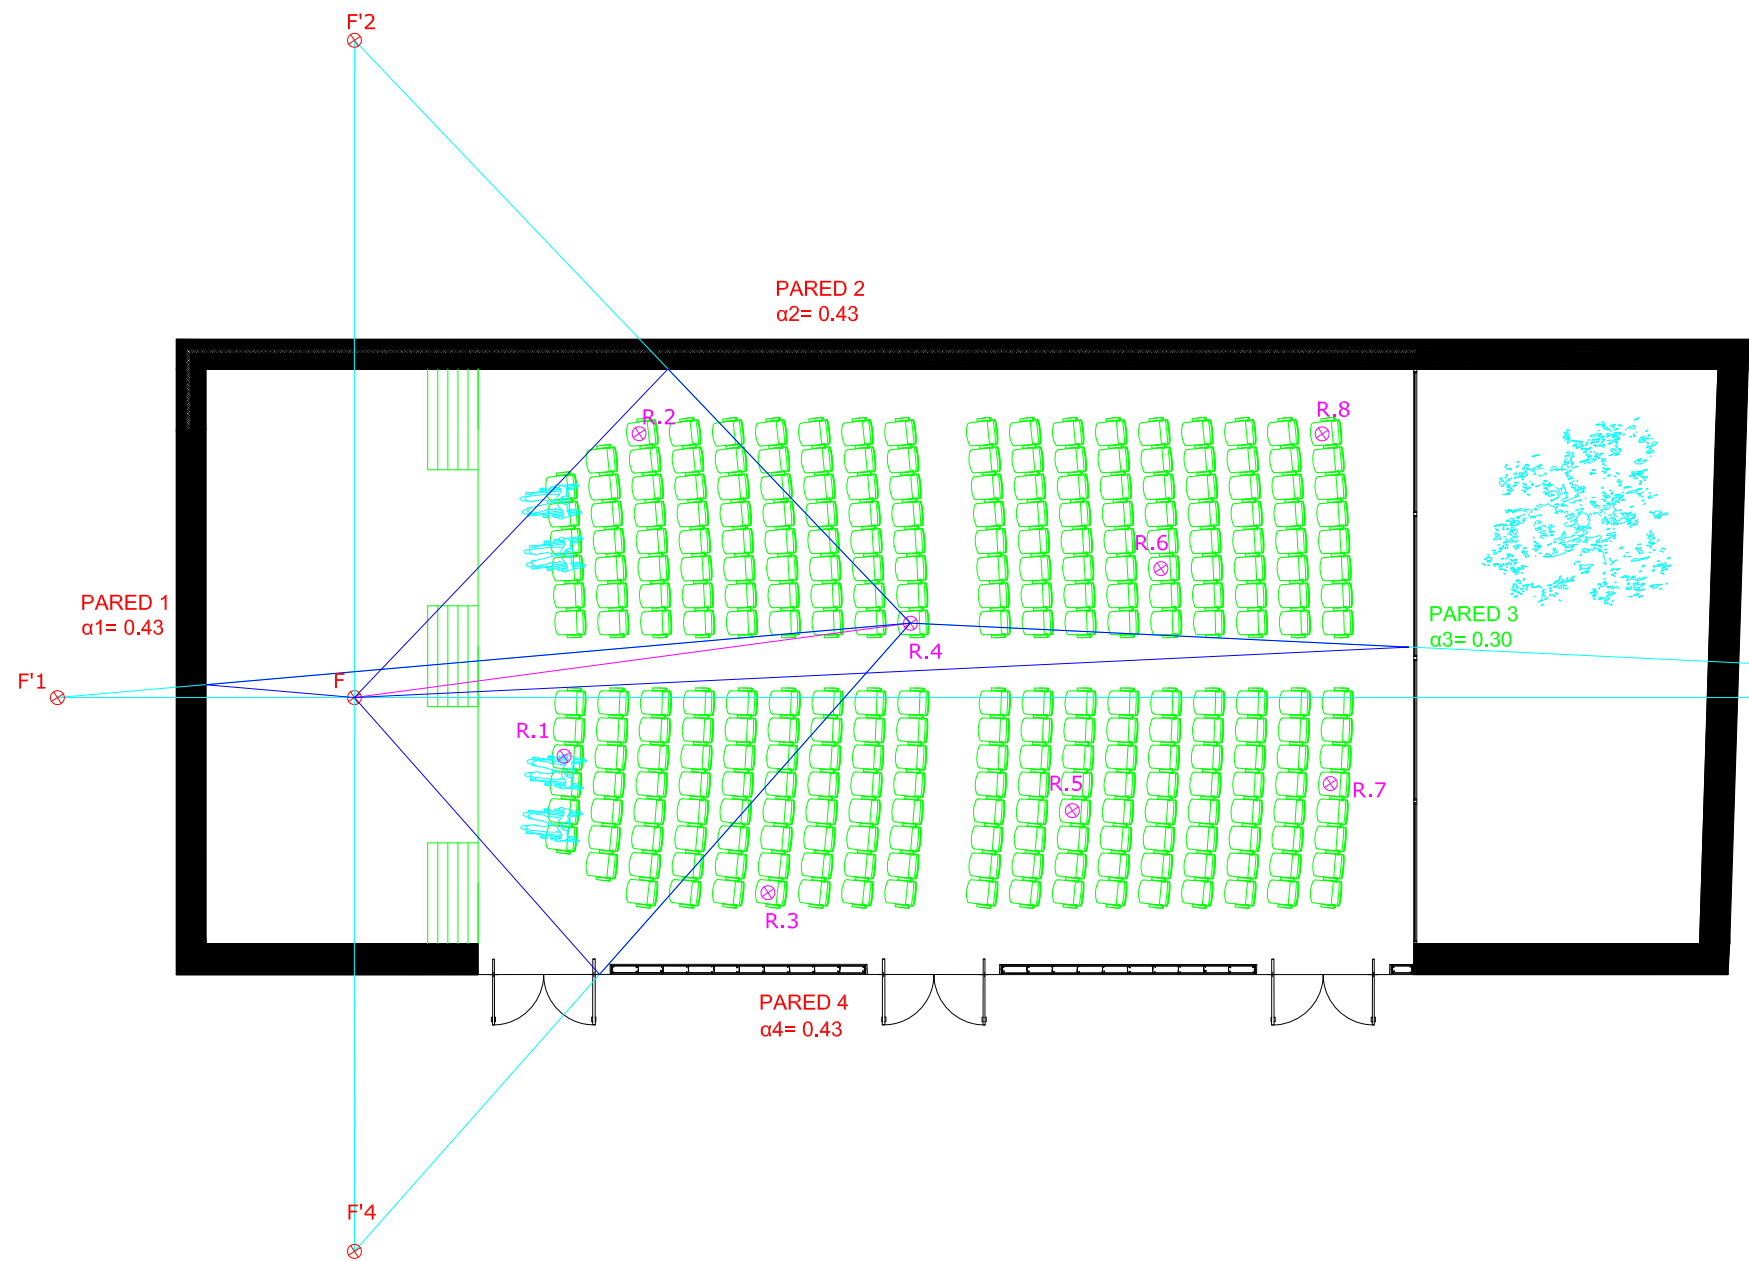 F'2
PARED 2
α2= 0.43
R.2
R.8
R.6
PARED 1
α1= 0.43
PARED 3
α3= 0.30
R.4
F'1
F
R.1
R.5
R.7
R.3
PARED 4
α4= 0.43
F'4